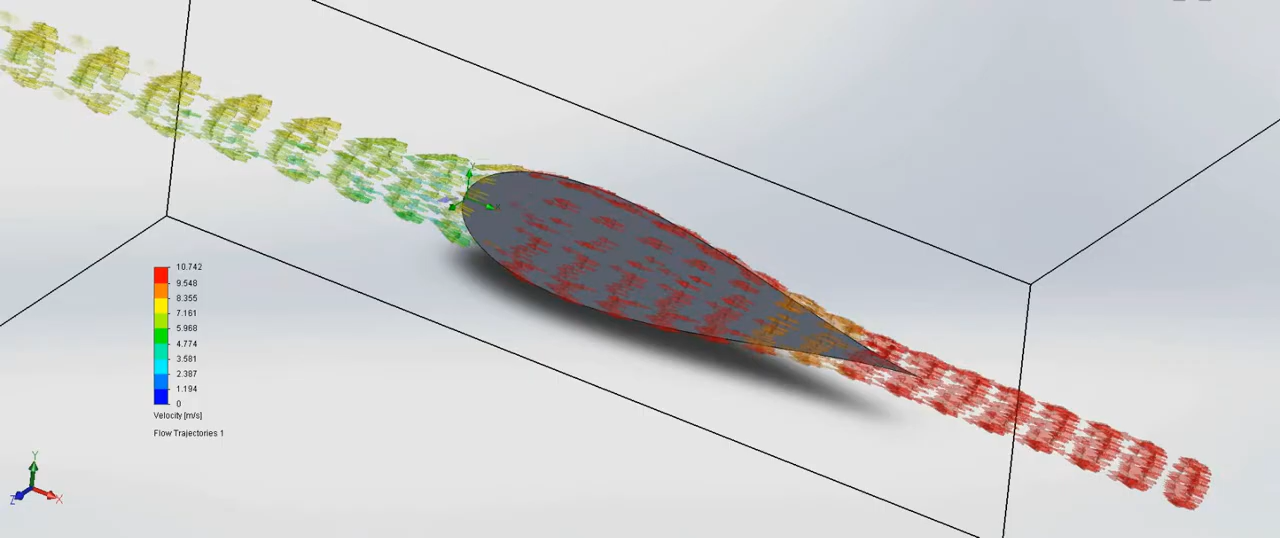 10.742
9.548
8.355
7.161
5.968
4.774
3.581
2.387
1.194
0
Velocity [m/s]
Flow Trajectories 1
Y
Z
X